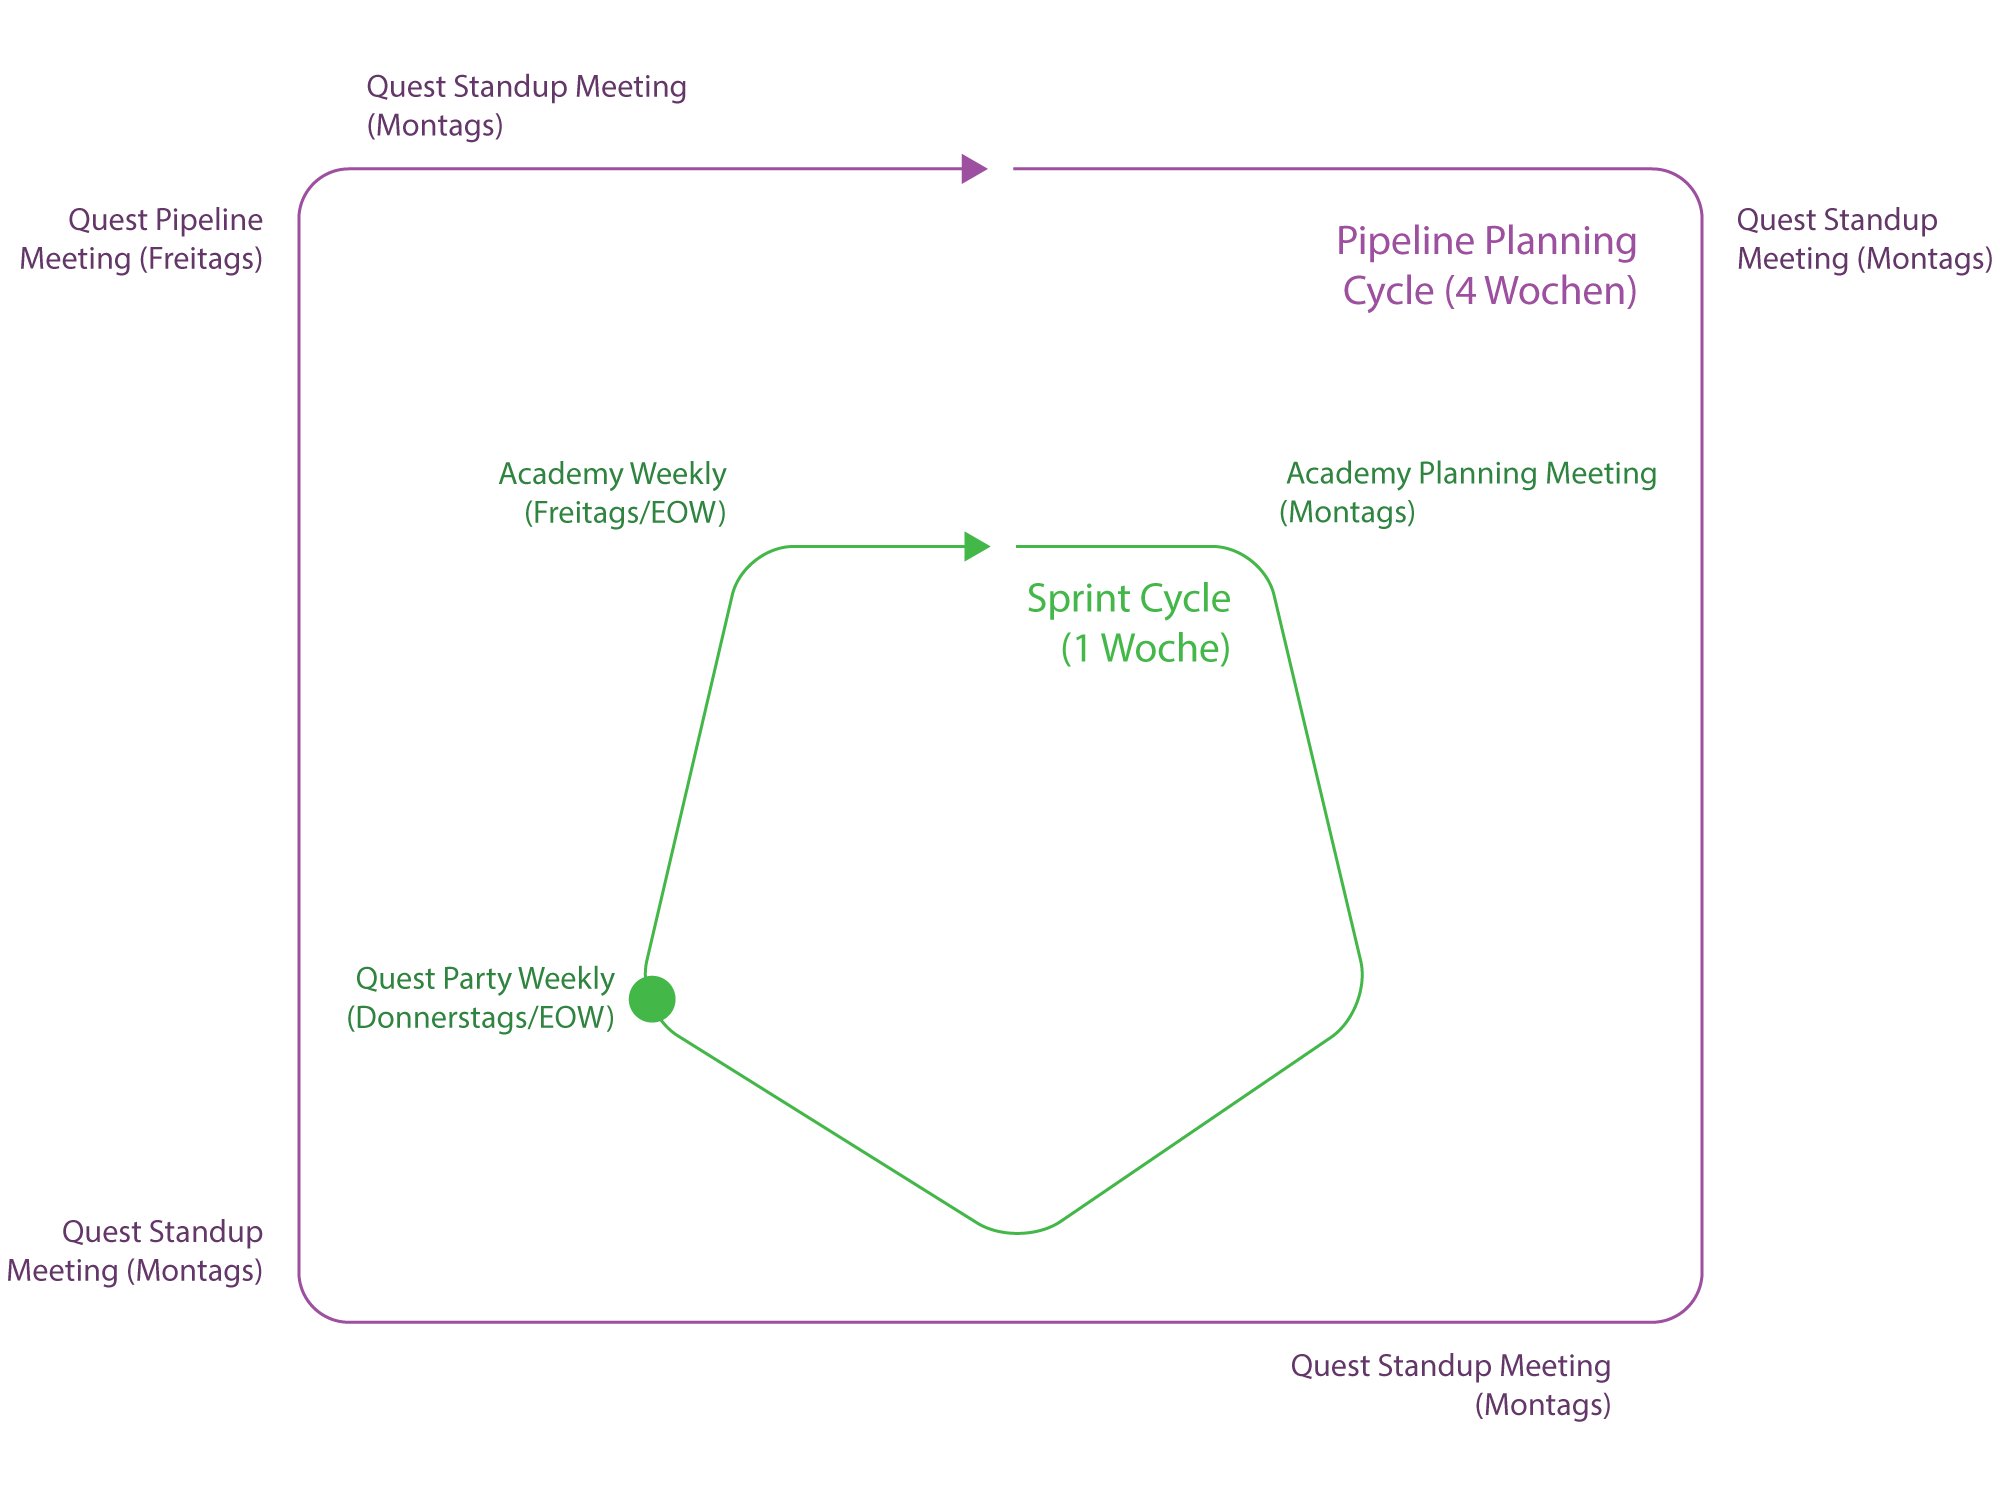 Quest Standup Meeting
(Montags)
Quest Pipeline
Meeting (Freitags)
Quest Standup
Meeting (Montags)
Pipeline Planning
Cycle (4 Wochen)
Academy Weekly
(Freitags/EOW)
Academy Planning Meeting
(Montags)
Sprint Cycle
(1 Woche)
Quest Party Weekly
(Donnerstags/EOW)
Quest Standup
Meeting (Montags)
Quest Standup Meeting
(Montags)